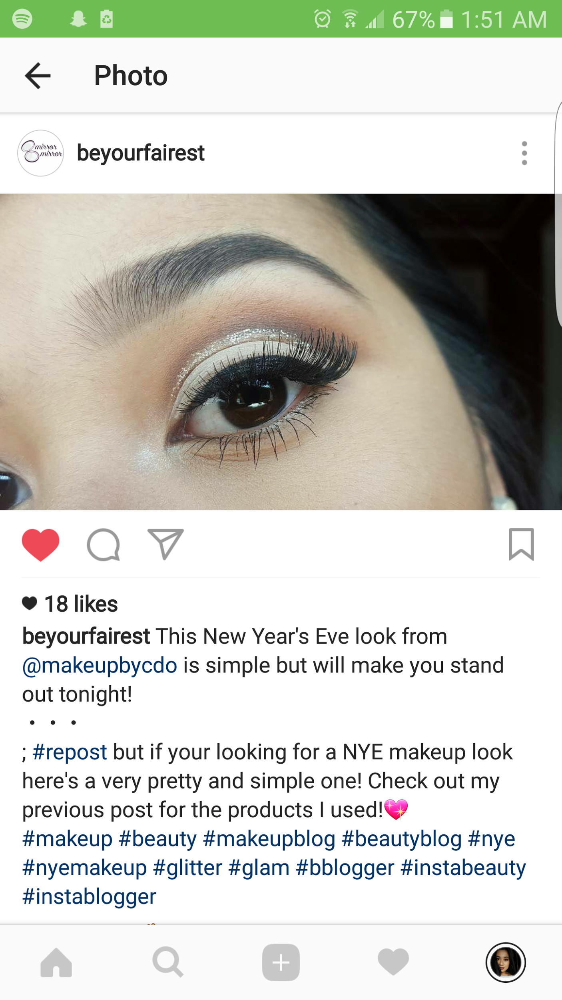 67% 1:51 AM
Photo
mirror
mirror
beyourfairest
18 likes
beyourfairest This New Year's Eve look from
@makeupbycdo is simple but will make you stand
out tonight!
• • •
; #repost but if your looking for a NYE makeup look
here's a very pretty and simple one! Check out my
previous post for the products I used!💖
#makeup #beauty #makeupblog #beautyblog #nye
#nyemakeup #glitter #glam #bblogger #instabeauty
#instablogger